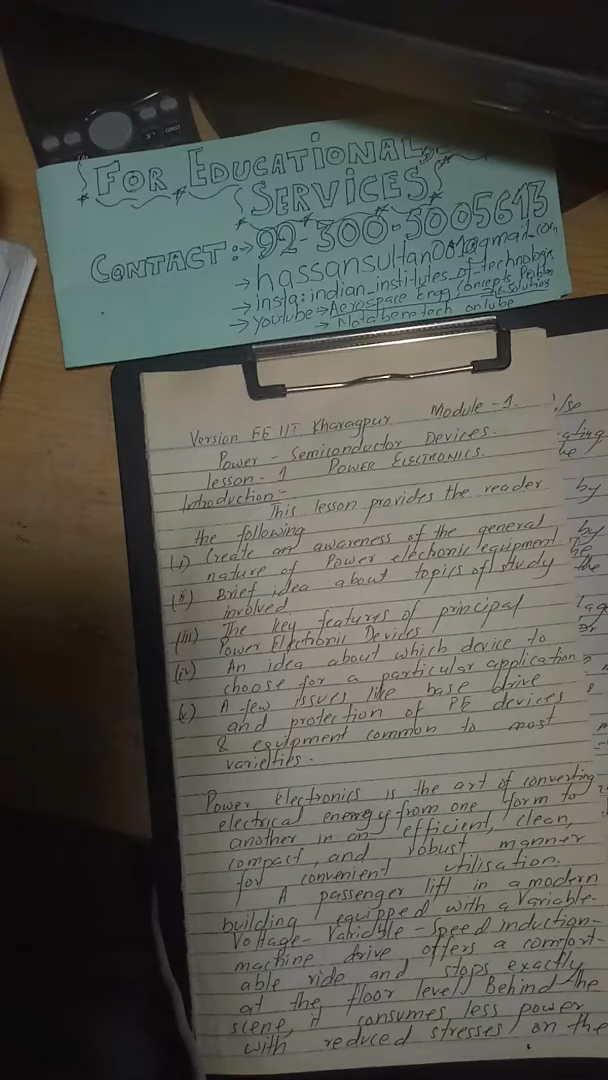 FOR EDUCATIONAL
SERVICES
CONTACT :→ 92-300-5005613
→ hassansultan001@gmail.com
→ insta: indian_institutes_of_technologies
→ youtube → Aerospace Engg Concepts
→ Notabenetech on tube
Version EE IIT Kharagpur Module - 1.
Power - Semiconductor Devices.
lesson - 1 POWER ELECTRONICS.
Introduction :-
This lesson provides the reader
the following
(i) Create an awareness of the general
nature of Power electronic equipment
(ii) Brief idea about topics of study
involved
(iii) The key features of principal
Power Electronic Devices
(iv) An idea about which device to
choose for a particular application
(v) A few issues like base drive
and protection of PE devices
& equipment common to most
varieties.
Power Electronics is the art of converting
electrical energy from one form to
another in an efficient, clean,
compact, and robust manner
for convenient utilisation.
A passenger lift in a modern
building equipped with a Variable-
Voltage-Variable-Speed induction-
machine drive offers a comfort-
able ride and stops exactly
at the floor level. Behind the
scene, it consumes less power
with reduced stresses on the